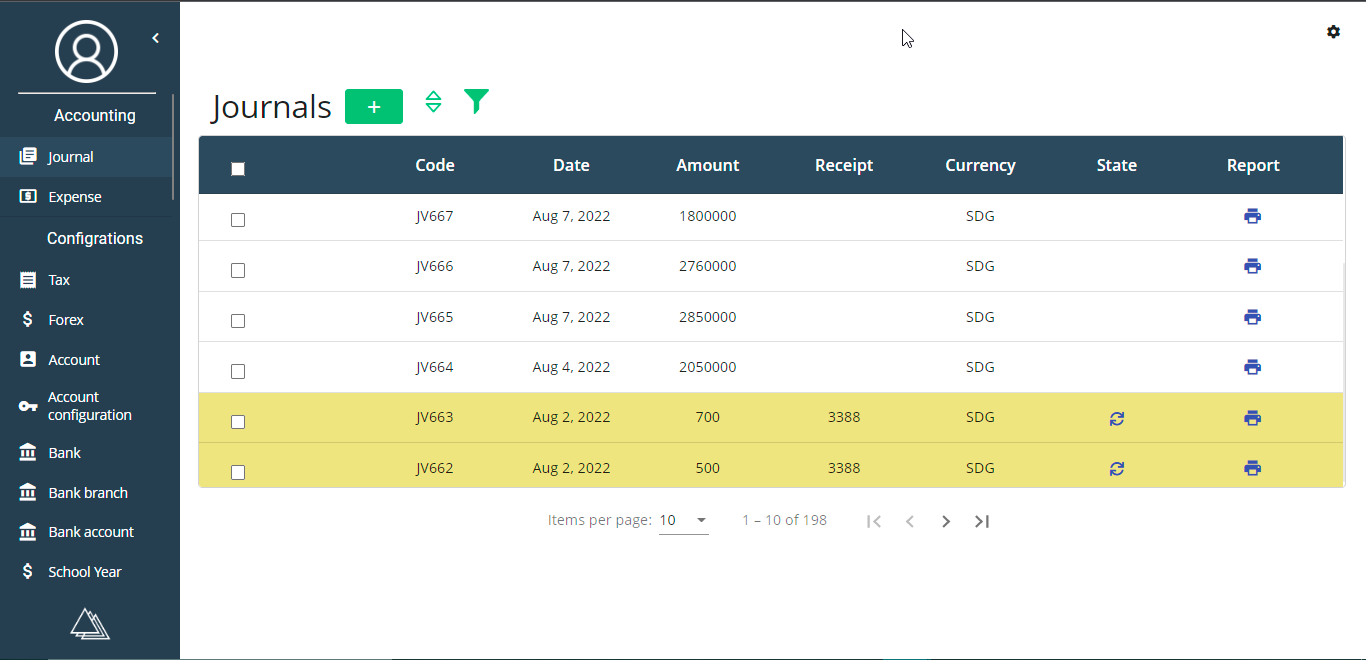 Accounting
Journal
Expense
Configrations
Tax
Forex
Account
Account
configuration
Bank
Bank branch
Bank account
School Year
Journals +
Code Date Amount Receipt Currency State Report
JV667 Aug 7, 2022 1800000 SDG
JV666 Aug 7, 2022 2760000 SDG
JV665 Aug 7, 2022 2850000 SDG
JV664 Aug 4, 2022 2050000 SDG
JV663 Aug 2, 2022 700 3388 SDG
JV662 Aug 2, 2022 500 3388 SDG
Items per page: 10 1 – 10 of 198